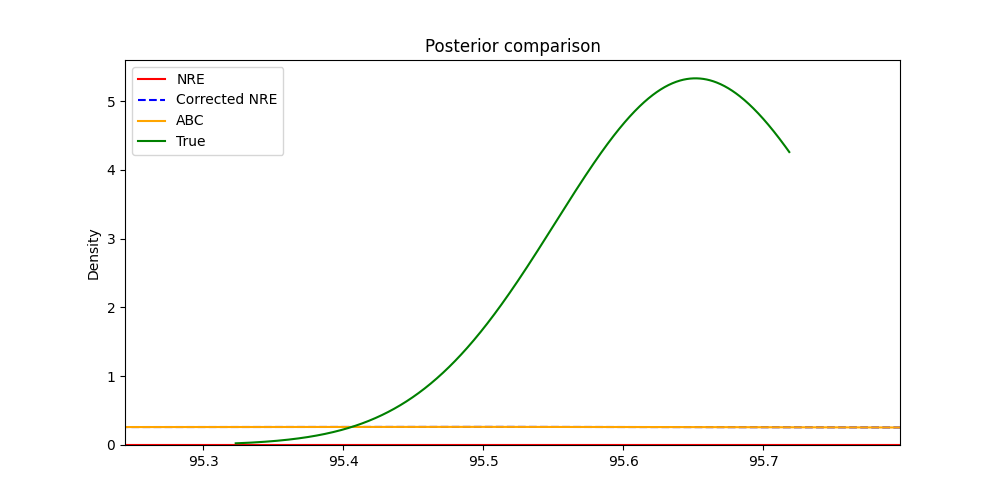 Posterior comparison
NRE
Corrected NRE
ABC
True
Density
5
4
3
2
1
0
95.3 95.4 95.5 95.6 95.7